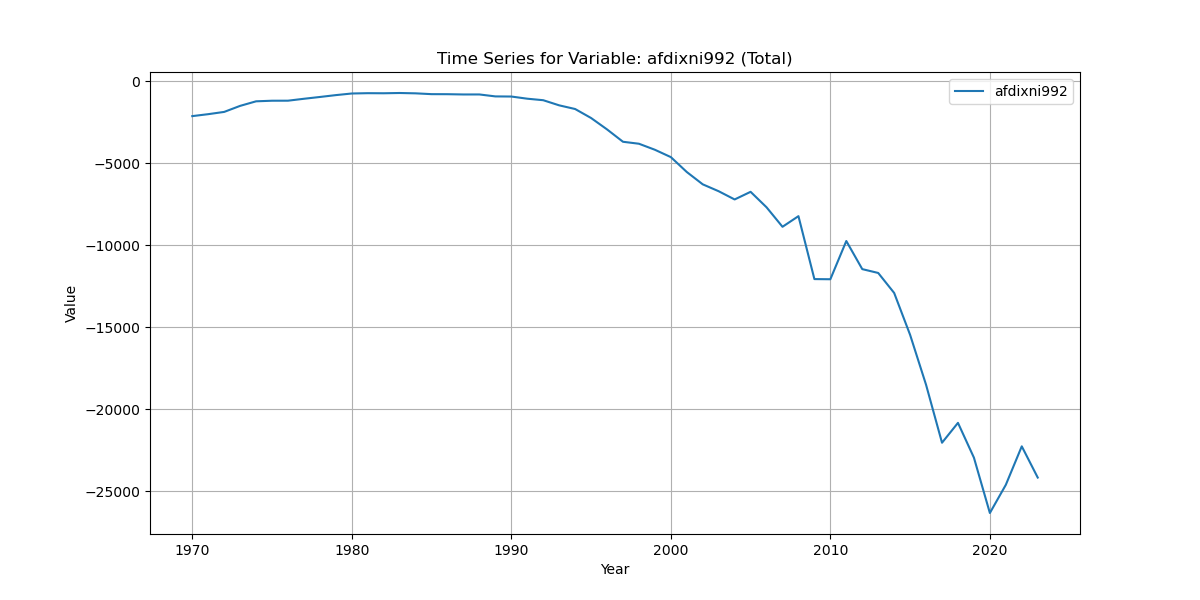 Time Series for Variable: afdixni992 (Total)
afdixni992
0
−5000
−10000
−15000
−20000
−25000
Value
1970 1980 1990 2000 2010 2020
Year